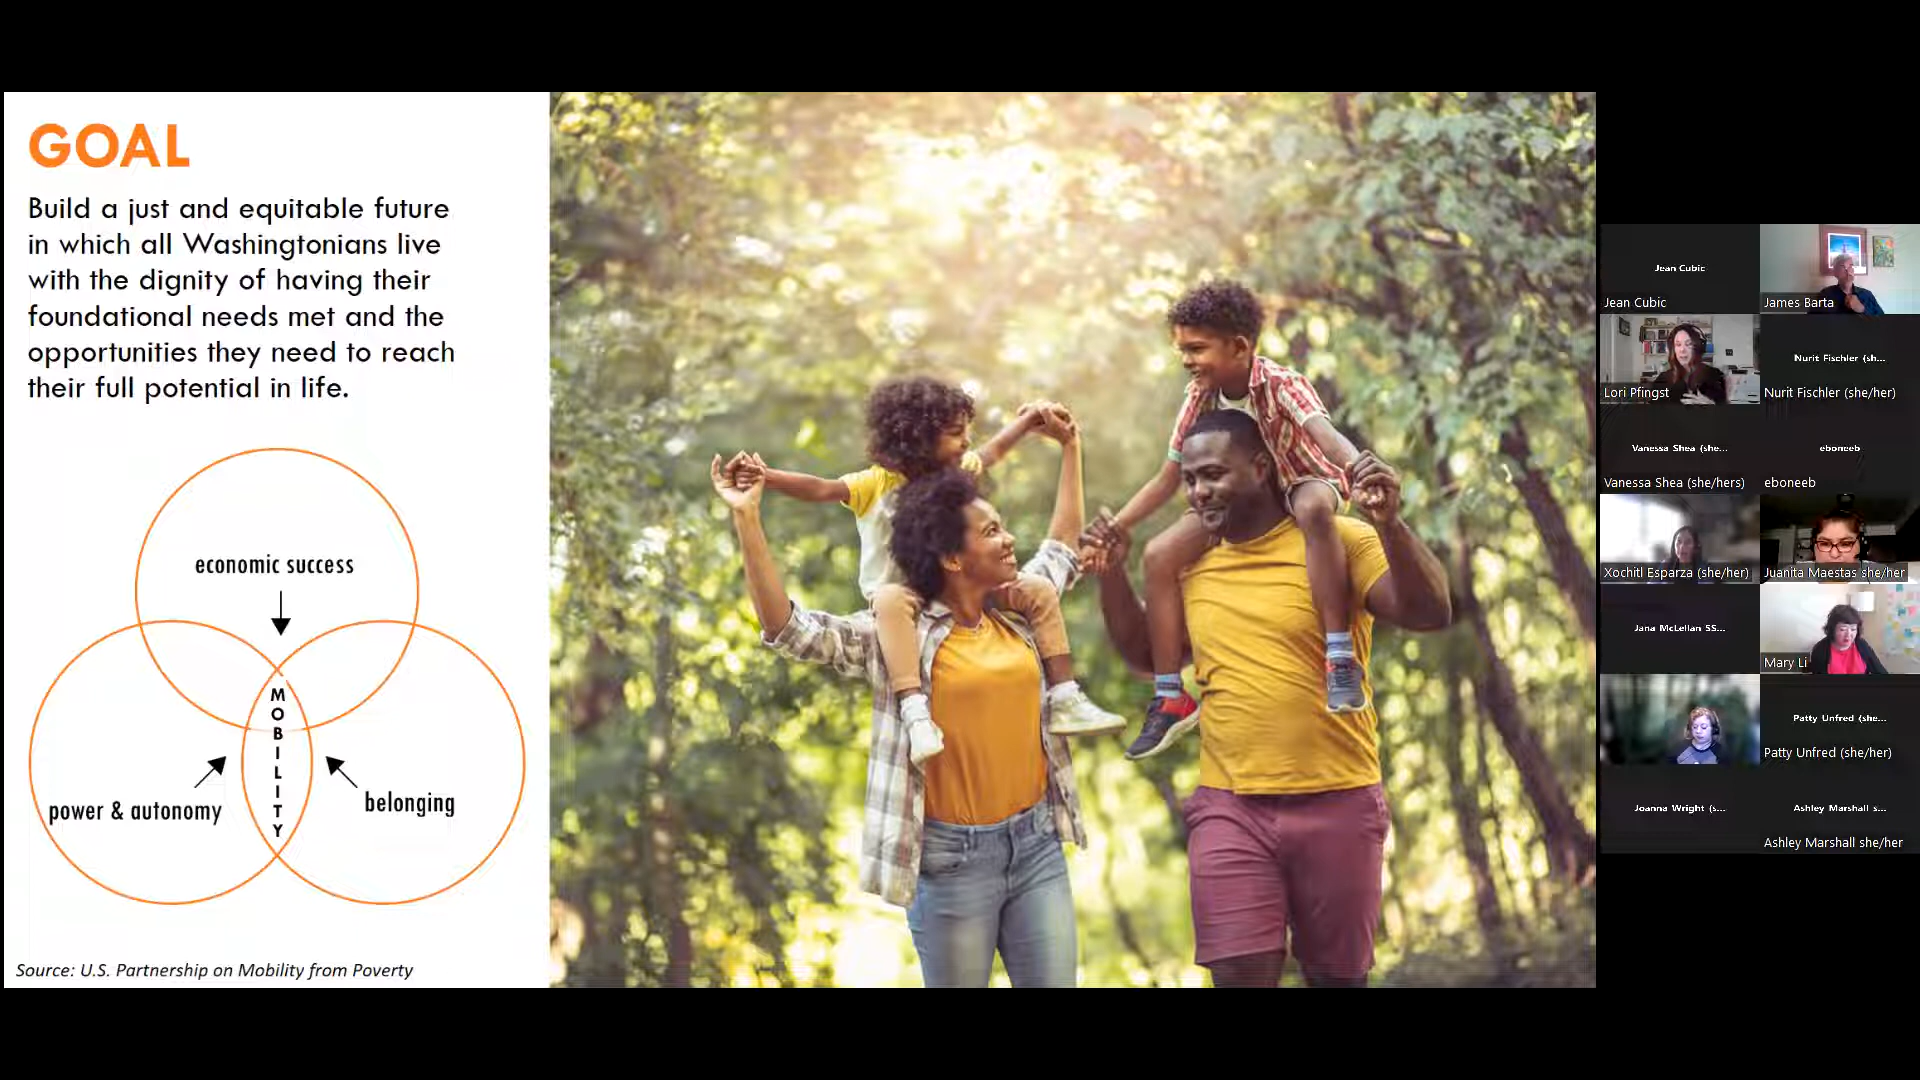 GOAL
Build a just and equitable future
in which all Washingtonians live
with the dignity of having their
foundational needs met and the
opportunities they need to reach
their full potential in life.
economic success
MOBILITY
power & autonomy
belonging
Source: U.S. Partnership on Mobility from Poverty
Jean Cubic
Jean Cubic
James Barta
Lori Pfingst
Nurit Fischler (sh...
Nurit Fischler (she/her)
Vanessa Shea (she...
Vanessa Shea (she/hers)
eboneeb
eboneeb
Xochitl Esparza (she/her)
Juanita Maestas she/her
Jana McLellan SS...
Mary Li
Patty Unfred (she...
Patty Unfred (she/her)
Joanna Wright (s...
Ashley Marshall s...
Ashley Marshall she/her